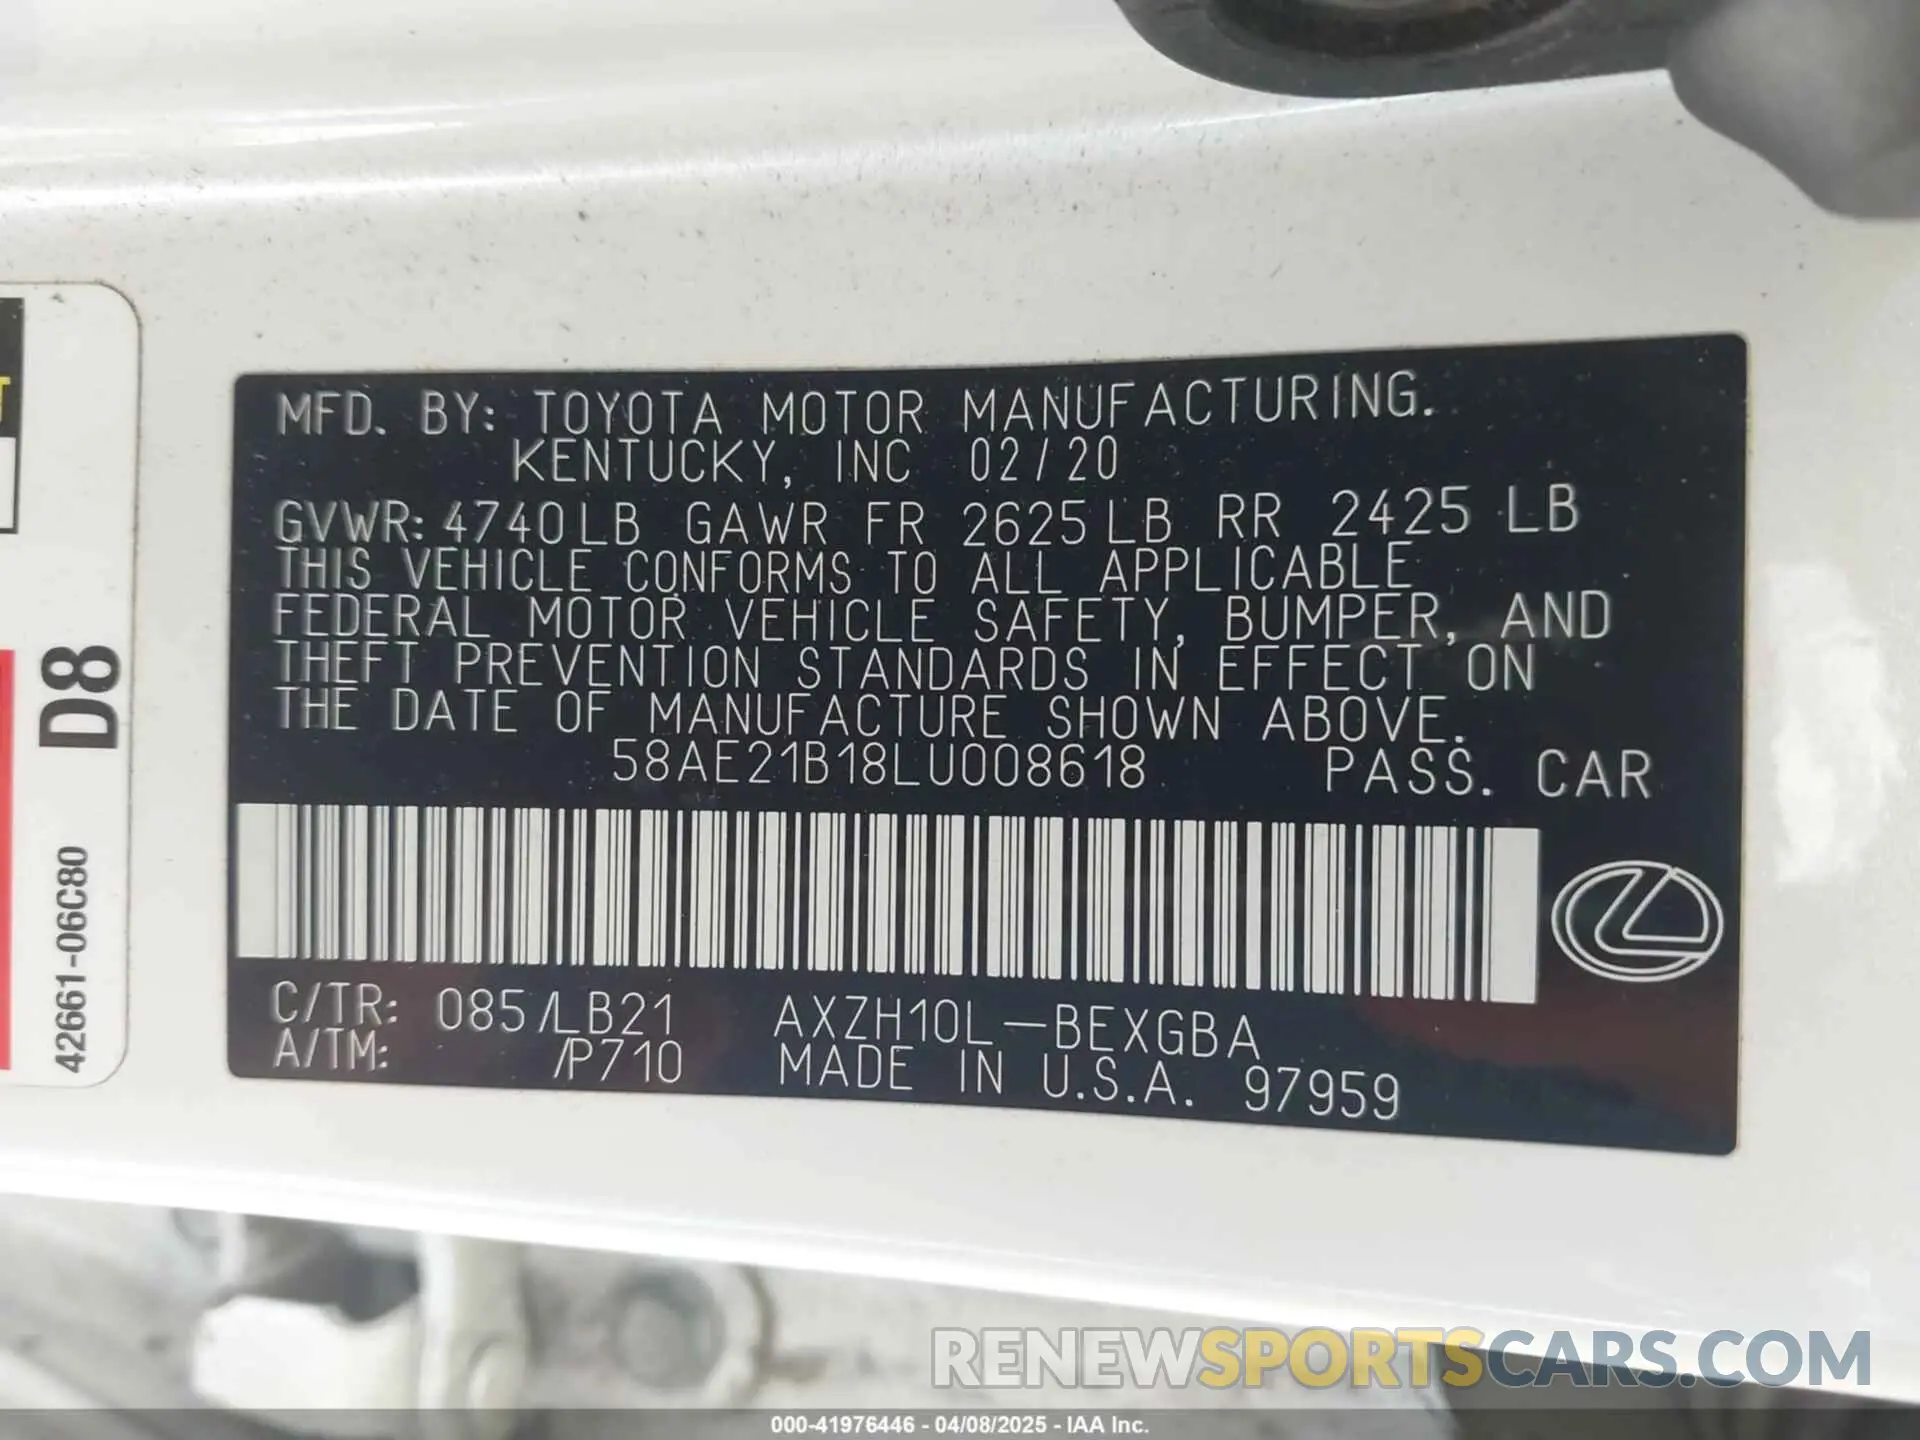 MFD. BY: TOYOTA MOTOR MANUFACTURING.
KENTUCKY, INC 02/20
GVWR: 4740LB GAWR FR 2625 LB RR 2425 LB
THIS VEHICLE CONFORMS TO ALL APPLICABLE
FEDERAL MOTOR VEHICLE SAFETY, BUMPER, AND
THEFT PREVENTION STANDARDS IN EFFECT ON
THE DATE OF MANUFACTURE SHOWN ABOVE.
58AE21B18LU008618 PASS. CAR
C/TR: 085/LB21 AXZH10L-BEXGBA
A/TM: /P710 MADE IN U.S.A. 97959
D8
42661-06C80
T
RENEWSPORTSCARS.COM
000-41976446 - 04/08/2025 - IAA Inc.